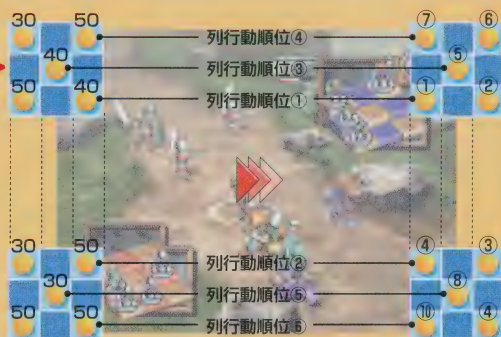 30 50 列行動順位④ ⑦ ⑥
40 列行動順位③ ⑤
50 40 列行動順位① ① ②
30 50 列行動順位② ④ ③
30 列行動順位⑤ ⑧
50 50 列行動順位⑥ ⑩ ④